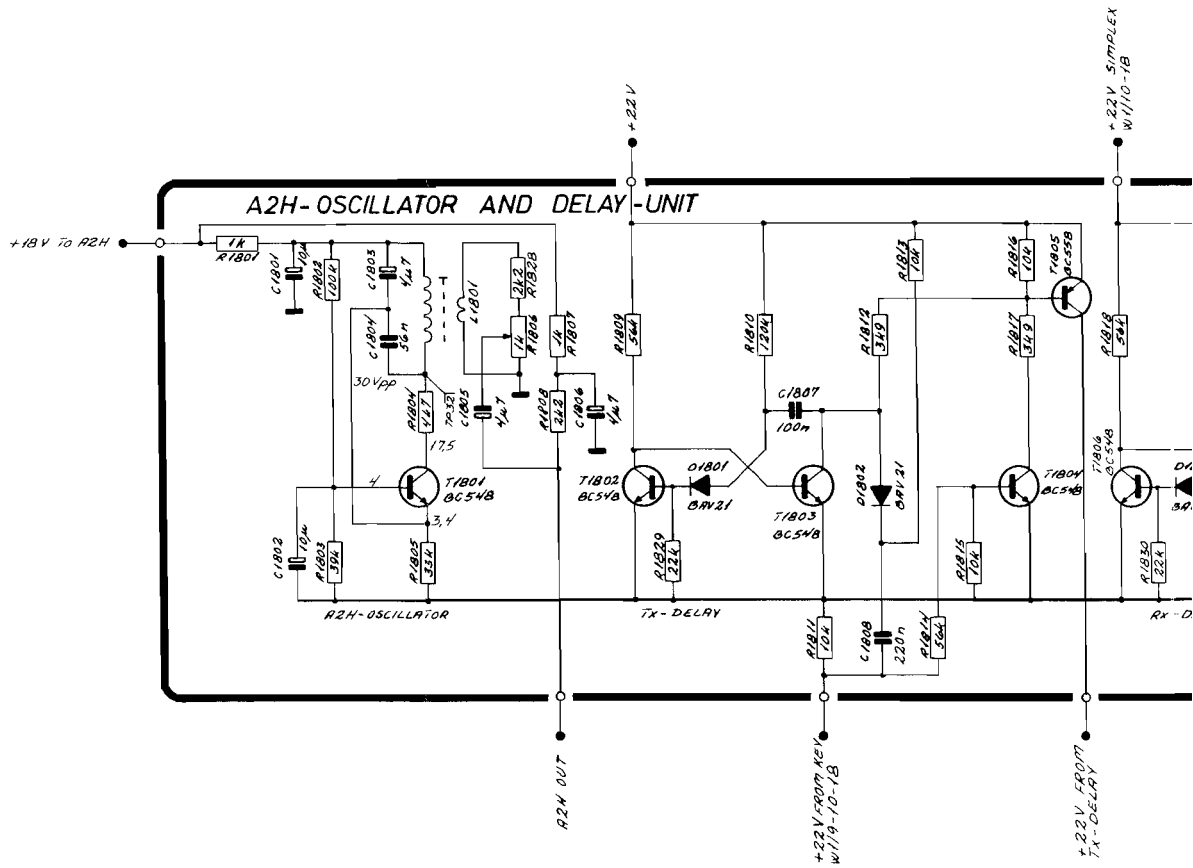 +22V
+22V SIMPLEX
W1/10-18
A2H-OSCILLATOR AND DELAY-UNIT
+18V TO A2H
1k
R1801
C1801
10µ
R1802
100k
C1803
4µ7
C1804
56n
30Vpp
R1804
4k7
TP32
17,5
4
T1801
BC548
3,4
C1802
10µ
R1803
39k
R1805
33k
A2H-OSCILLATOR
L1801
2k2
R1828
1k
R1806
C1805
4µ7
1k
R1807
R1808
2k2
C1806
4µ7
R1809
56k
R1810
120k
C1807
100n
T1802
BC548
D1801
BAV21
R1829
22k
T1803
BC548
TX-DELAY
R1811
10k
R1812
3k9
R1813
10k
D1802
BAV21
C1808
220n
R1814
56k
R1815
10k
R1816
10k
R1817
3k9
T1805
BC558
T1804
BC548
R1818
56k
T1806
BC548
R1830
22k
RX-D
A2H OUT
+22V FROM KEY
W1/9-10-18
+22V FROM
TX-DELAY